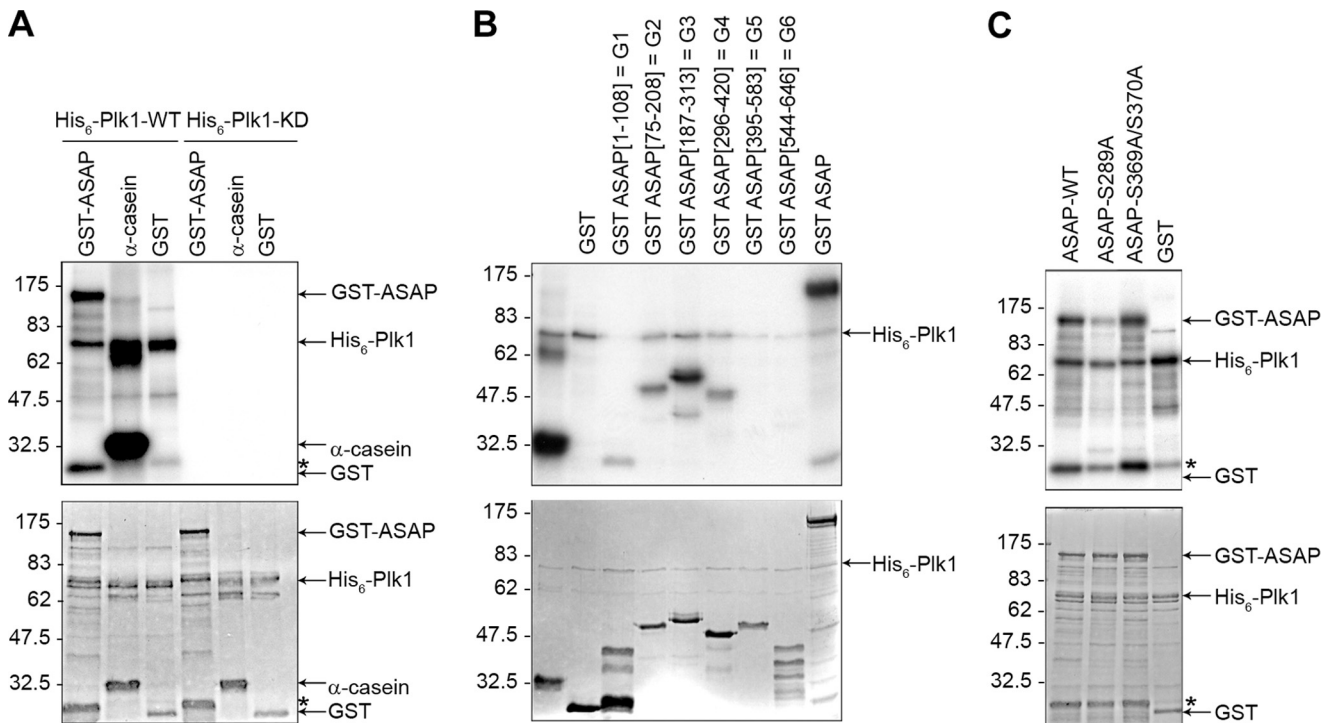 A
His6-Plk1-WT His6-Plk1-KD
GST-ASAP
α-casein
GST
GST-ASAP
α-casein
GST
175
83
62
47.5
32.5
GST-ASAP
His6-Plk1
α-casein
*
GST
175
83
62
47.5
32.5
GST-ASAP
His6-Plk1
α-casein
*
GST
B
GST
GST ASAP[1-108] = G1
GST ASAP[75-208] = G2
GST ASAP[187-313] = G3
GST ASAP[296-420] = G4
GST ASAP[395-583] = G5
GST ASAP[544-646] = G6
GST ASAP
175
83
62
47.5
32.5
His6-Plk1
175
83
62
47.5
32.5
His6-Plk1
C
ASAP-WT
ASAP-S289A
ASAP-S369A/S370A
GST
175
83
62
47.5
32.5
GST-ASAP
His6-Plk1
*
GST
175
83
62
47.5
32.5
GST-ASAP
His6-Plk1
*
GST